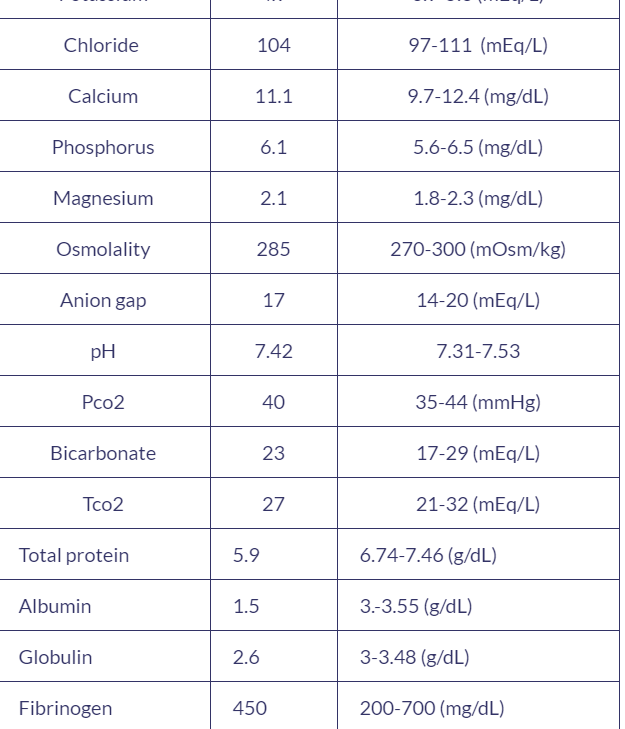 Chloride 104 97-111 (mEq/L)
Calcium 11.1 9.7-12.4 (mg/dL)
Phosphorus 6.1 5.6-6.5 (mg/dL)
Magnesium 2.1 1.8-2.3 (mg/dL)
Osmolality 285 270-300 (mOsm/kg)
Anion gap 17 14-20 (mEq/L)
pH 7.42 7.31-7.53
Pco2 40 35-44 (mmHg)
Bicarbonate 23 17-29 (mEq/L)
Tco2 27 21-32 (mEq/L)
Total protein 5.9 6.74-7.46 (g/dL)
Albumin 1.5 3.-3.55 (g/dL)
Globulin 2.6 3-3.48 (g/dL)
Fibrinogen 450 200-700 (mg/dL)